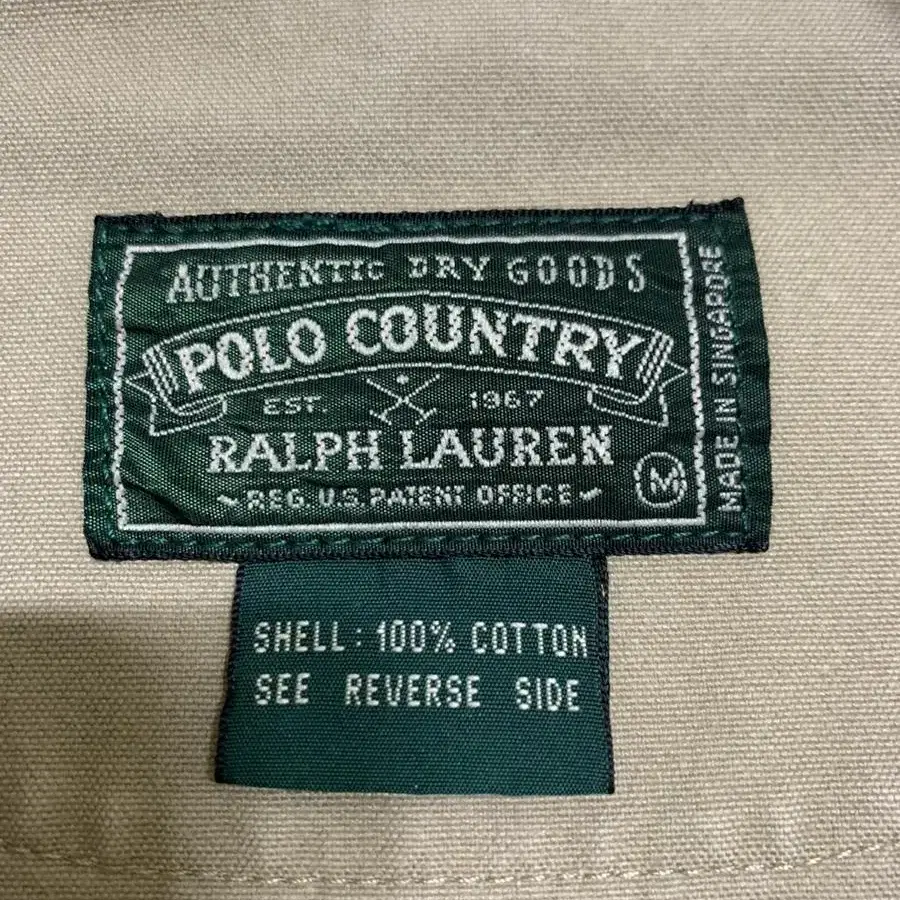 AUTHENTIC DRY GOODS
POLO COUNTRY
EST. 1967
RALPH LAUREN
REG. U.S. PATENT OFFICE
M
MADE IN SINGAPORE
SHELL: 100% COTTON
SEE REVERSE SIDE